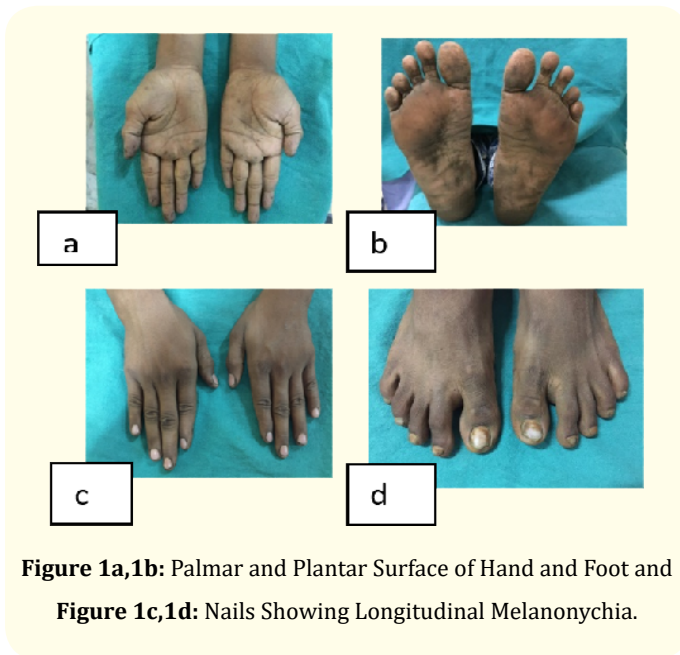 a
b
c
d
Figure 1a,1b: Palmar and Plantar Surface of Hand and Foot and
Figure 1c,1d: Nails Showing Longitudinal Melanonychia.